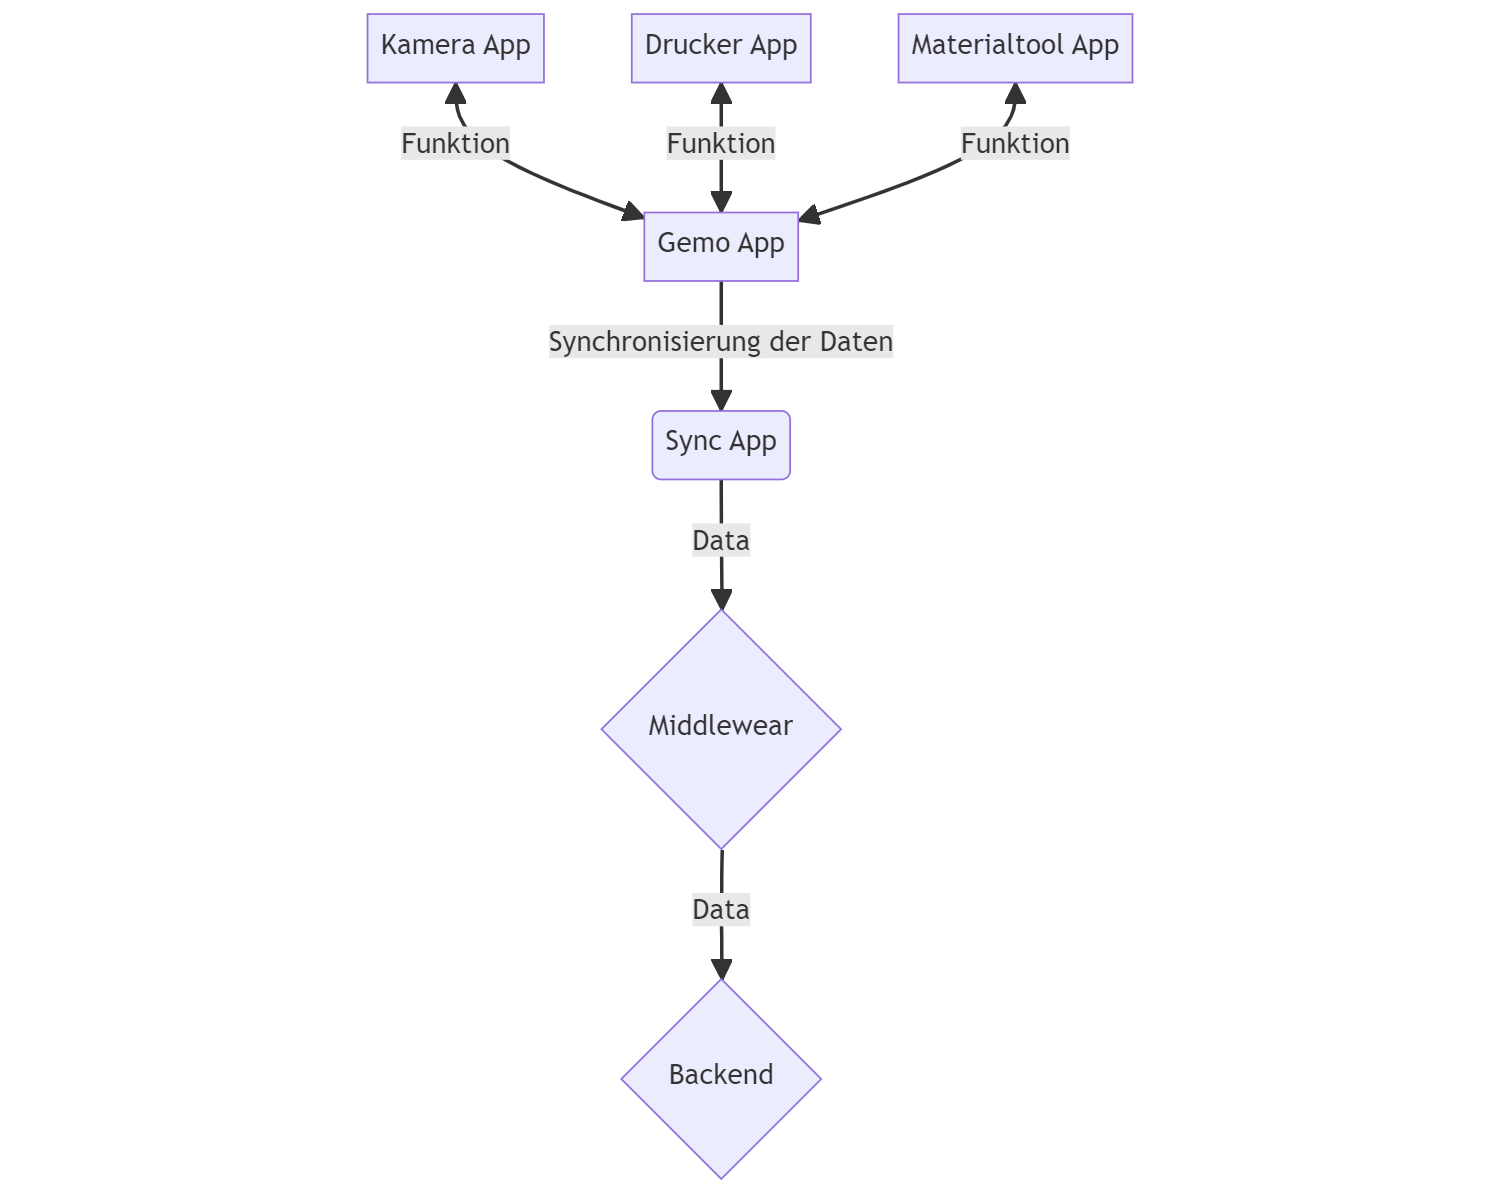 Kamera App
Drucker App
Materialtool App
Funktion
Funktion
Funktion
Gemo App
Synchronisierung der Daten
Sync App
Data
Middlewear
Data
Backend